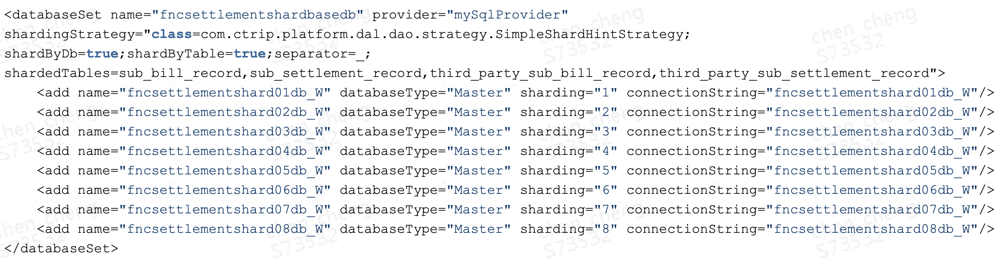 <databaseSet name="fncsettlementshardbasedb" provider="mySqlProvider"
shardingStrategy="class=com.ctrip.platform.dal.dao.strategy.SimpleShardHintStrategy;
shardByDb=true;shardByTable=true;separator=_;
shardedTables=sub_bill_record,sub_settlement_record,third_party_sub_bill_record,third_party_sub_settlement_record">
<add name="fncsettlementshard01db_W" databaseType="Master" sharding="1" connectionString="fncsettlementshard01db_W"/>
<add name="fncsettlementshard02db_W" databaseType="Master" sharding="2" connectionString="fncsettlementshard02db_W"/>
<add name="fncsettlementshard03db_W" databaseType="Master" sharding="3" connectionString="fncsettlementshard03db_W"/>
<add name="fncsettlementshard04db_W" databaseType="Master" sharding="4" connectionString="fncsettlementshard04db_W"/>
<add name="fncsettlementshard05db_W" databaseType="Master" sharding="5" connectionString="fncsettlementshard05db_W"/>
<add name="fncsettlementshard06db_W" databaseType="Master" sharding="6" connectionString="fncsettlementshard06db_W"/>
<add name="fncsettlementshard07db_W" databaseType="Master" sharding="7" connectionString="fncsettlementshard07db_W"/>
<add name="fncsettlementshard08db_W" databaseType="Master" sharding="8" connectionString="fncsettlementshard08db_W"/>
</databaseSet>
chen cheng
S73532